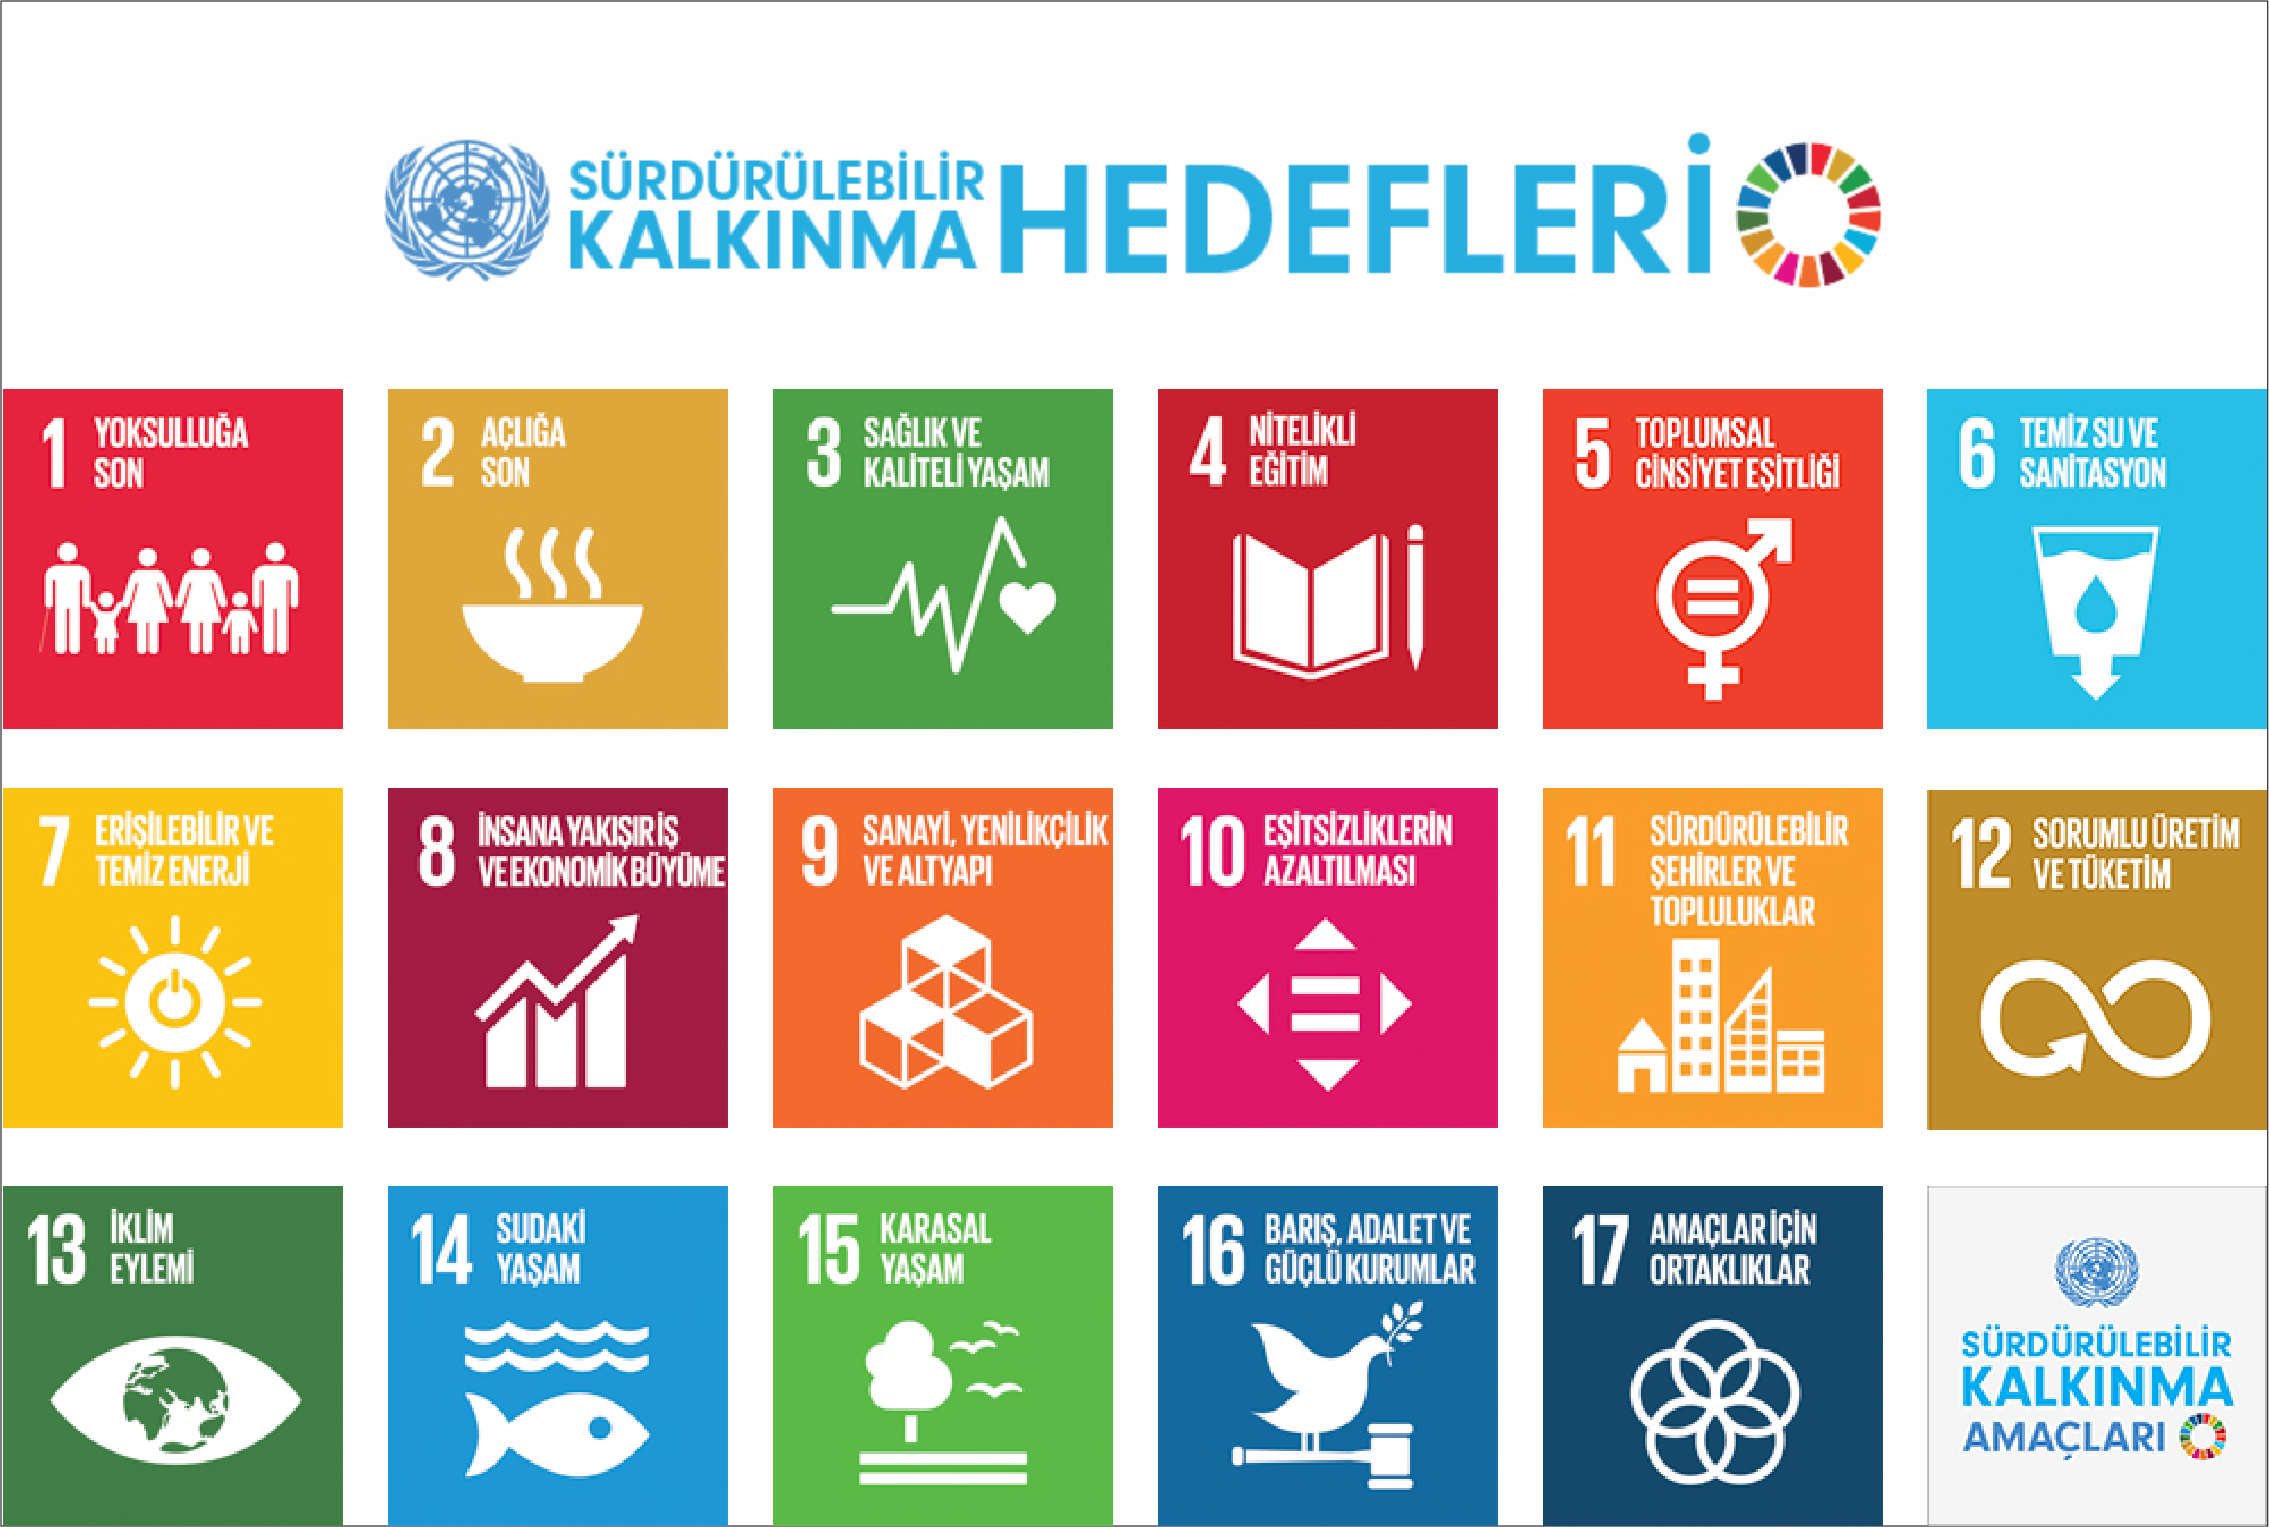 SÜRDÜRÜLEBİLİR
KALKINMA
HEDEFLERİ
1 YOKSULLUĞA
SON
2 AÇLIĞA
SON
3 SAĞLIK VE
KALİTELİ YAŞAM
4 NİTELİKLİ
EĞİTİM
5 TOPLUMSAL
CİNSİYET EŞİTLİĞİ
6 TEMİZ SU VE
SANİTASYON
7 ERİŞİLEBİLİR VE
TEMİZ ENERJİ
8 İNSANA YAKIŞIR İŞ
VE EKONOMİK BÜYÜME
9 SANAYİ, YENİLİKÇİLİK
VE ALTYAPI
10 EŞİTSİZLİKLERİN
AZALTILMASI
11 SÜRDÜRÜLEBİLİR
ŞEHİRLER VE
TOPLULUKLAR
12 SORUMLU ÜRETİM
VE TÜKETİM
13 İKLİM
EYLEMİ
14 SUDAKİ
YAŞAM
15 KARASAL
YAŞAM
16 BARIŞ, ADALET VE
GÜÇLÜ KURUMLAR
17 AMAÇLAR İÇİN
ORTAKLIKLAR
SÜRDÜRÜLEBİLİR
KALKINMA
AMAÇLARI